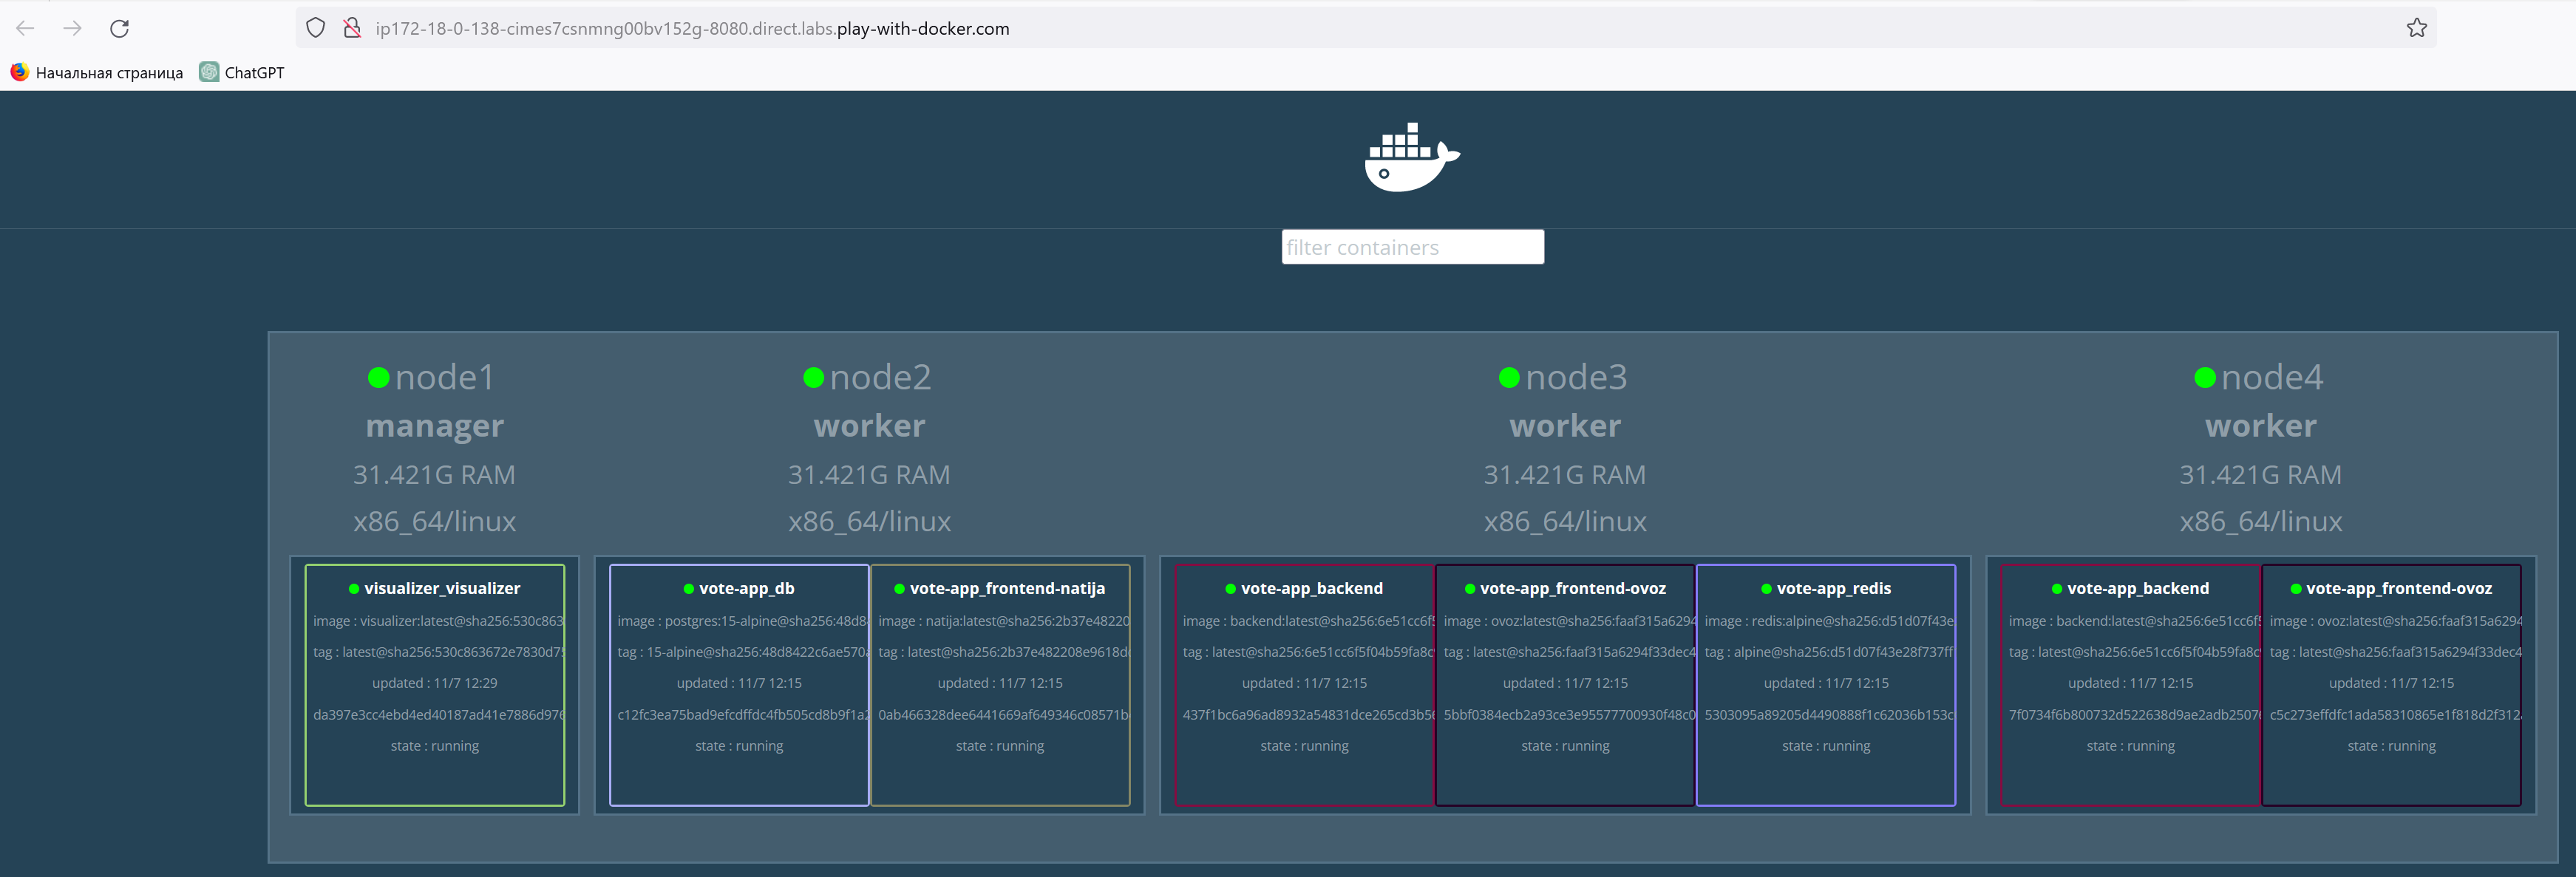 ip172-18-0-138-cimes7csnmng00bv152g-8080.direct.labs.play-with-docker.com
Начальная страница ChatGPT
filter containers
node1
manager
31.421G RAM
x86_64/linux
visualizer_visualizer
image : visualizer:latest@sha256:530c863
tag : latest@sha256:530c863672e7830d7
updated : 11/7 12:29
da397e3cc4ebd4ed40187ad41e7886d976
state : running
node2
worker
31.421G RAM
x86_64/linux
vote-app_db
image : postgres:15-alpine@sha256:48d8
tag : 15-alpine@sha256:48d8422c6ae570
updated : 11/7 12:15
c12fc3ea75bad9efcdffdc4fb505cd8b9f1a
state : running
vote-app_frontend-natija
image : natija:latest@sha256:2b37e48220
tag : latest@sha256:2b37e482208e9618d
updated : 11/7 12:15
0ab466328dee6441669af649346c08571b
state : running
node3
worker
31.421G RAM
x86_64/linux
vote-app_backend
image : backend:latest@sha256:6e51cc6f
tag : latest@sha256:6e51cc6f5f04b59fa8c
updated : 11/7 12:15
437f1bc6a96ad8932a54831dce265cd3b5
state : running
vote-app_frontend-ovoz
image : ovoz:latest@sha256:faaf315a6294
tag : latest@sha256:faaf315a6294f33dec4
updated : 11/7 12:15
5bbf0384ecb2a93ce3e95577700930f48c0
state : running
vote-app_redis
image : redis:alpine@sha256:d51d07f43e
tag : alpine@sha256:d51d07f43e28f737ff
updated : 11/7 12:15
5303095a89205d4490888f1c62036b153c
state : running
node4
worker
31.421G RAM
x86_64/linux
vote-app_backend
image : backend:latest@sha256:6e51cc6f
tag : latest@sha256:6e51cc6f5f04b59fa8c
updated : 11/7 12:15
7f0734f6b800732d522638d9ae2adb2507
state : running
vote-app_frontend-ovoz
image : ovoz:latest@sha256:faaf315a6294
tag : latest@sha256:faaf315a6294f33dec4
updated : 11/7 12:15
c5c273effdfc1ada58310865e1f818d2f312
state : running